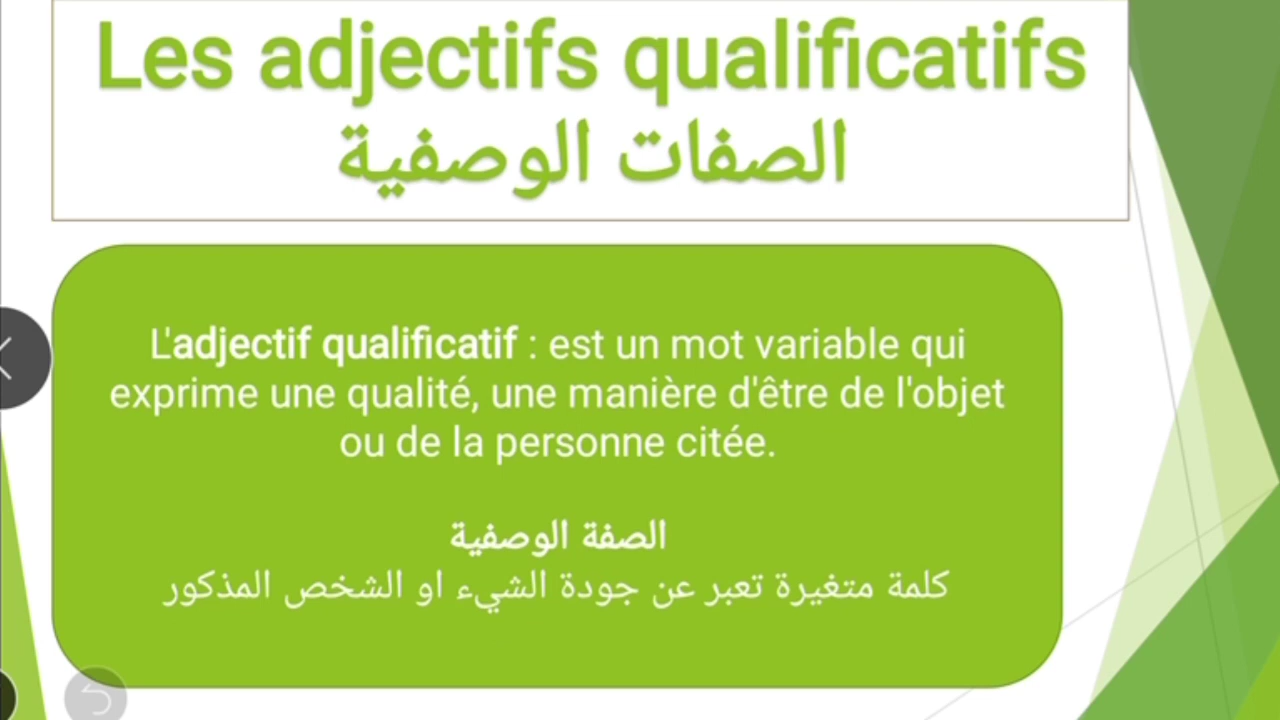 Les adjectifs qualificatifs
الصفات الوصفية
L'adjectif qualificatif : est un mot variable qui
exprime une qualité, une manière d'être de l'objet
ou de la personne citée.
الصفة الوصفية
كلمة متغيرة تعبر عن جودة الشيء او الشخص المذكور